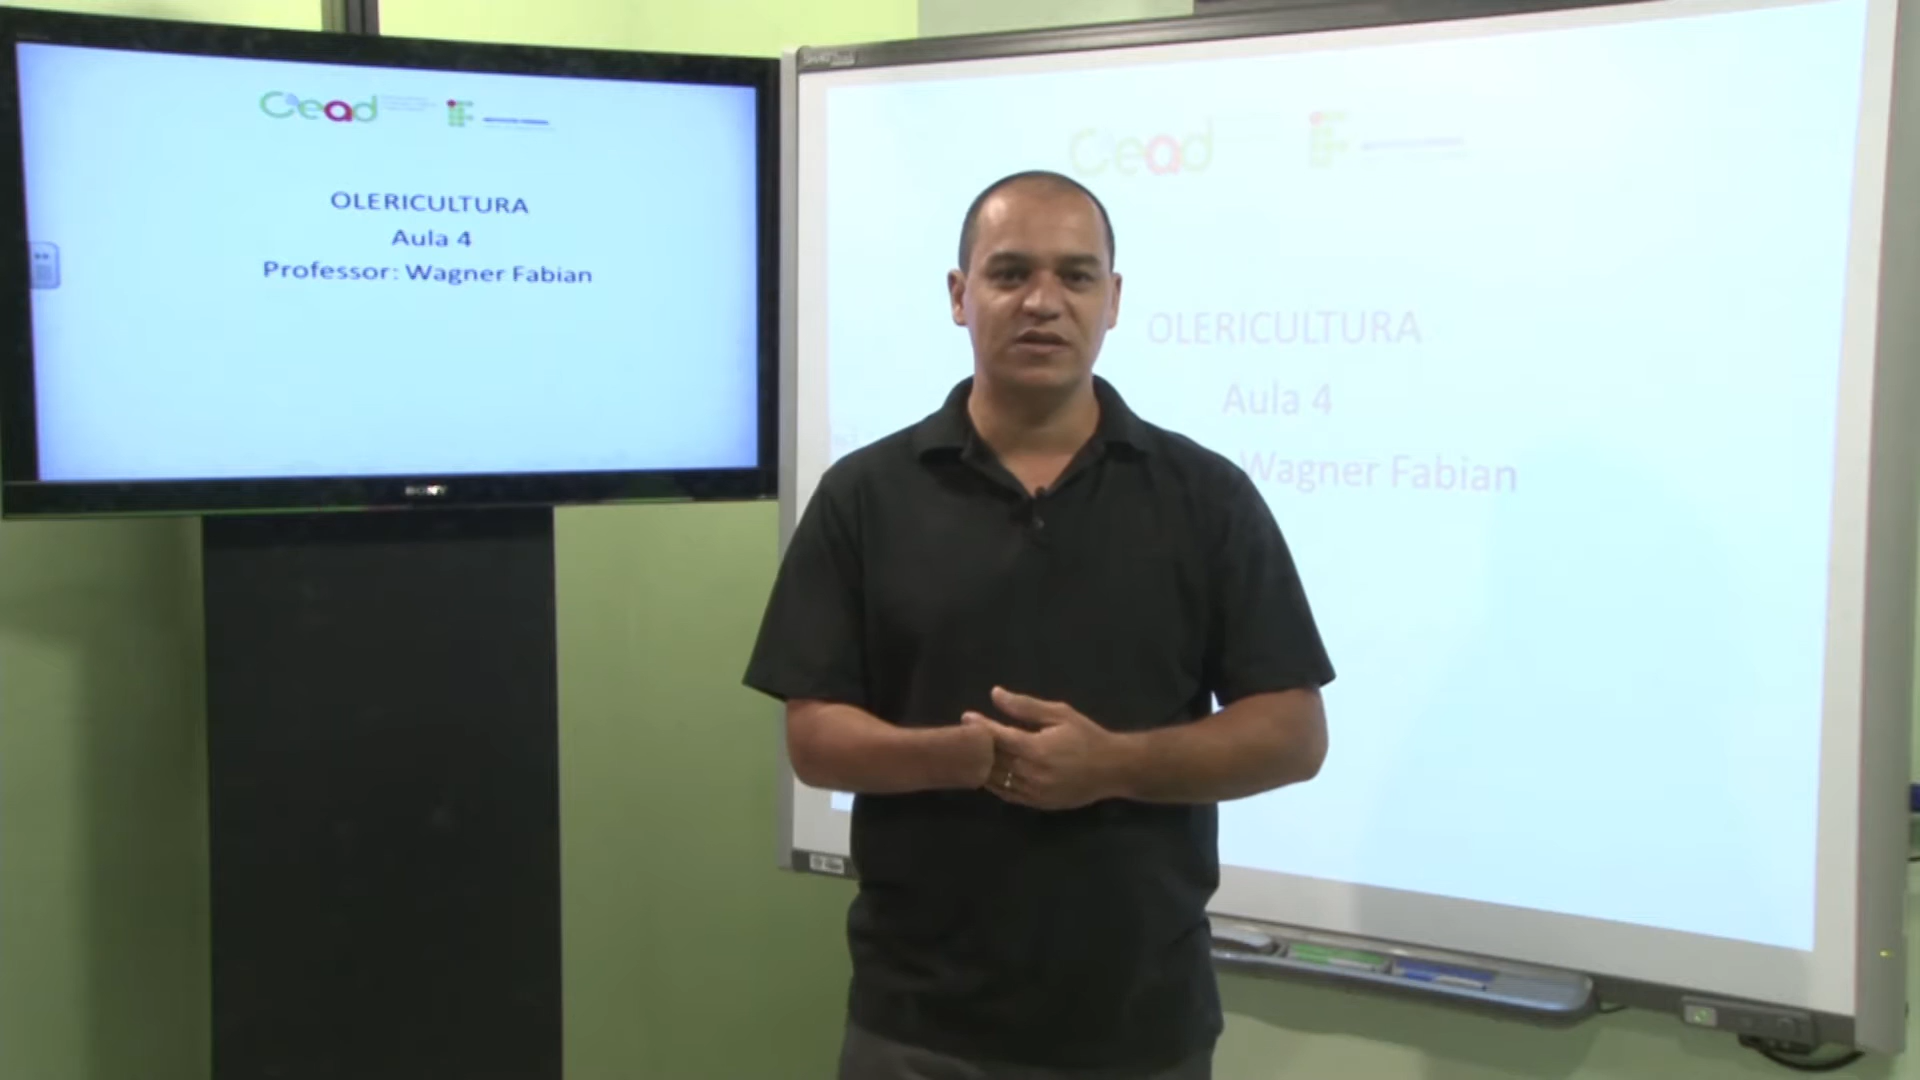 Cead
OLERICULTURA
Aula 4
Professor: Wagner Fabian
SONY
Cead
OLERICULTURA
Aula 4
Wagner Fabian